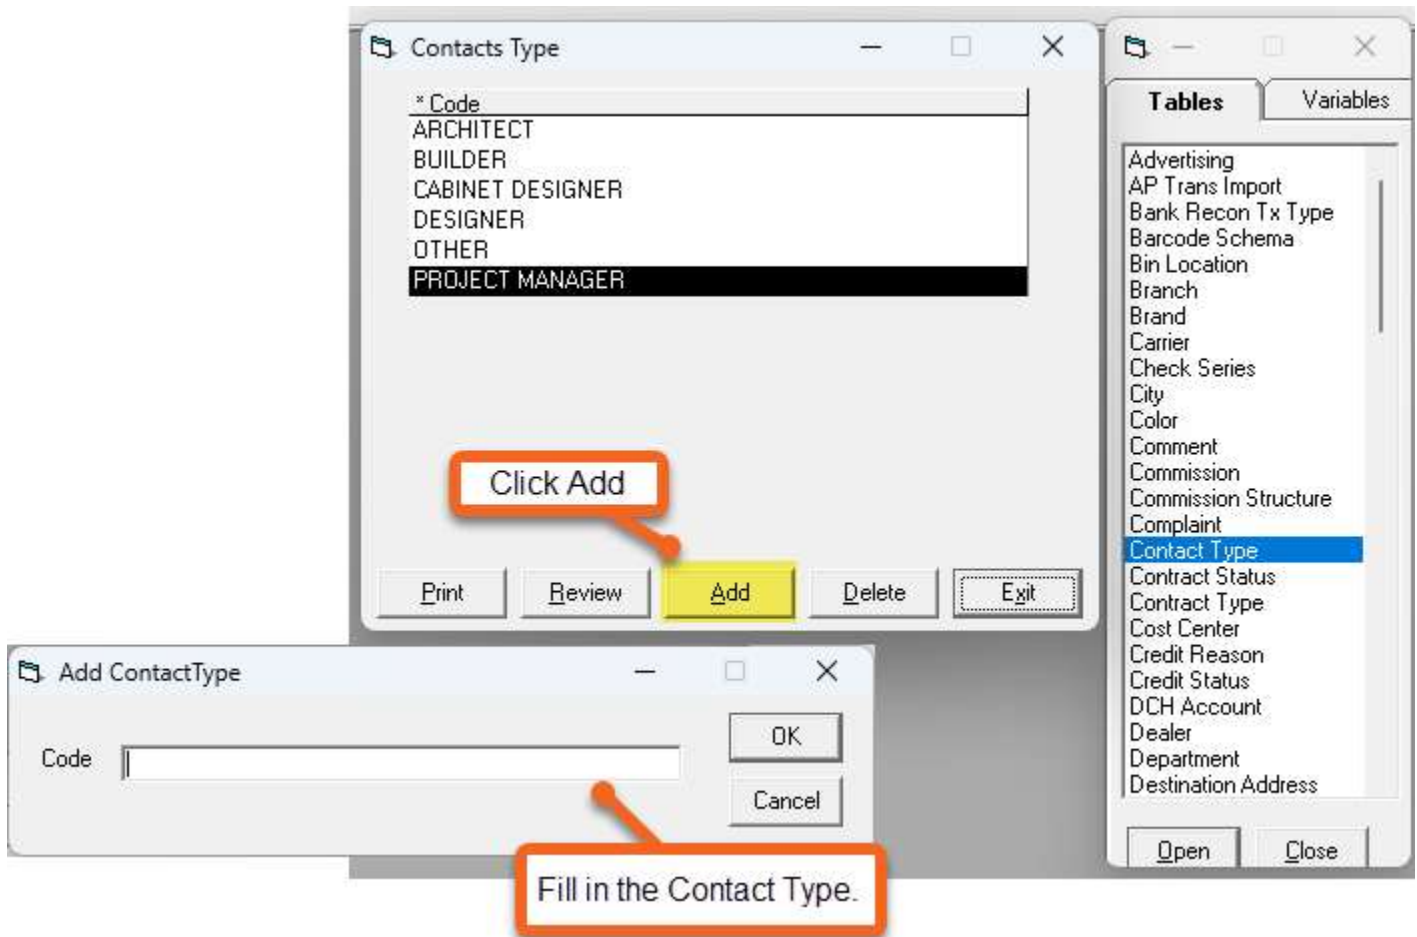 Contacts Type
* Code
ARCHITECT
BUILDER
CABINET DESIGNER
DESIGNER
OTHER
PROJECT MANAGER
Click Add
Print Review Add Delete Exit
Add ContactType
Code
OK
Cancel
Fill in the Contact Type.
Tables Variables
Advertising
AP Trans Import
Bank Recon Tx Type
Barcode Schema
Bin Location
Branch
Brand
Carrier
Check Series
City
Color
Comment
Commission
Commission Structure
Complaint
Contact Type
Contract Status
Contract Type
Cost Center
Credit Reason
Credit Status
DCH Account
Dealer
Department
Destination Address
Open Close